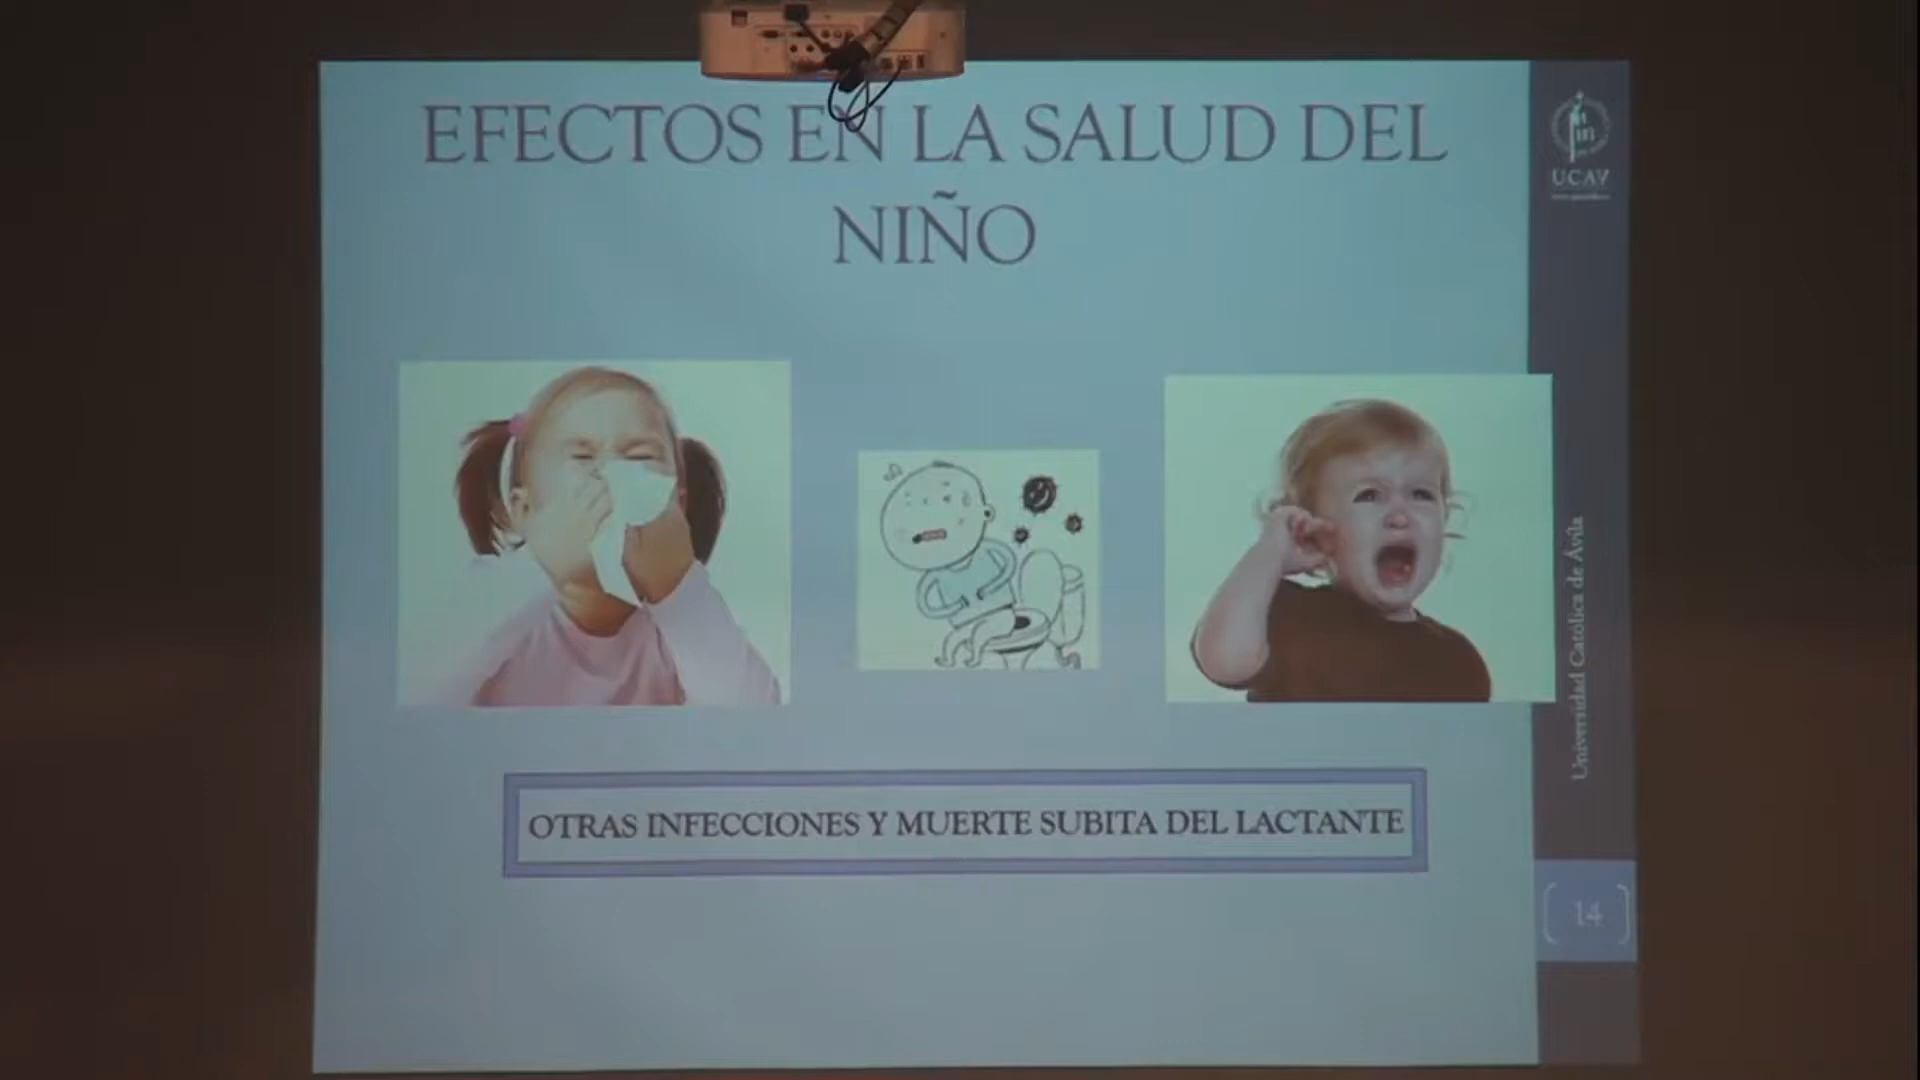 EFECTOS EN LA SALUD DEL
NIÑO
UCAV
Universidad Católica de Ávila
OTRAS INFECCIONES Y MUERTE SUBITA DEL LACTANTE
14